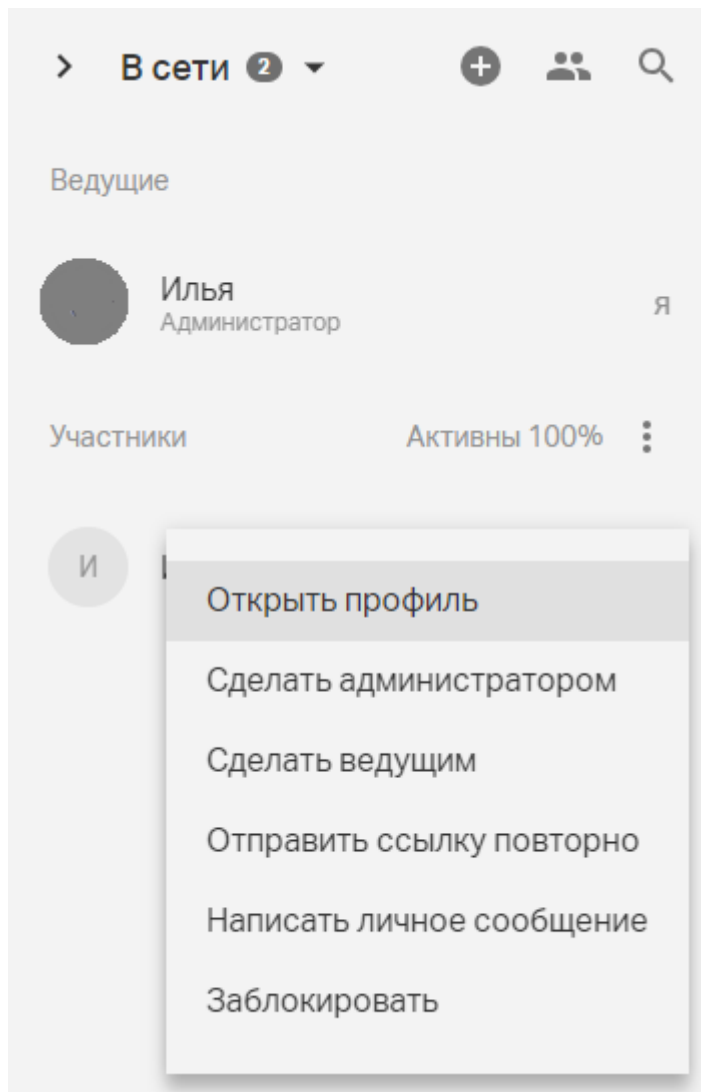 В сети 2
Ведущие
Илья
Администратор
я
Участники Активны 100%
И
Открыть профиль
Сделать администратором
Сделать ведущим
Отправить ссылку повторно
Написать личное сообщение
Заблокировать